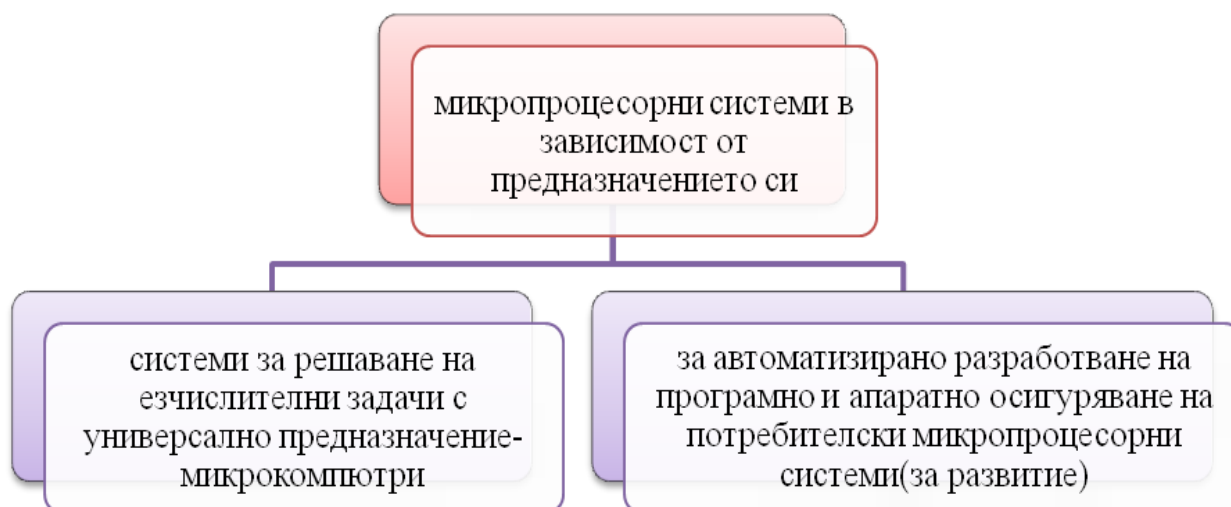 микропроцесорни системи в
зависимост от
предназначението си
системи за решаване на
езчислителни задачи с
универсално предназначение-
микрокомпютри
за автоматизирано разработване на
програмно и апаратно осигуряване на
потребителски микропроцесорни
системи(за развитие)